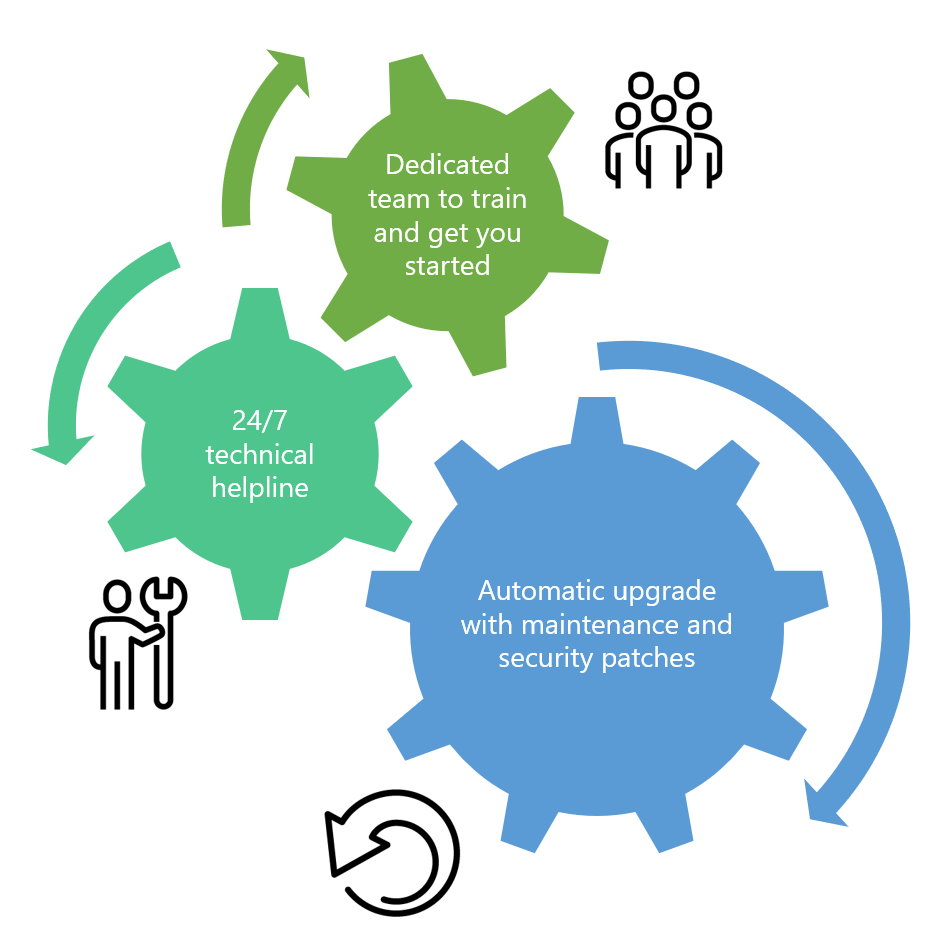 Dedicated
team to train
and get you
started
24/7
technical
helpline
Automatic upgrade
with maintenance and
security patches